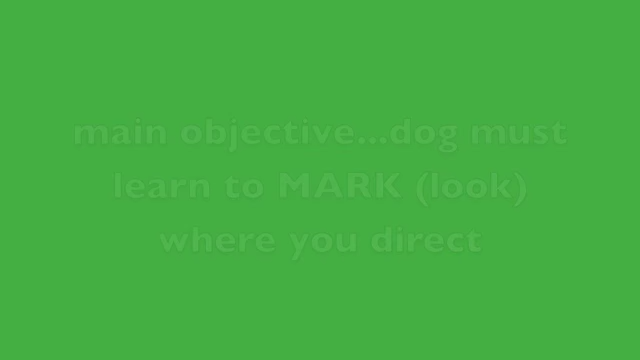 main objective...dog must
learn to MARK (look)
where you direct